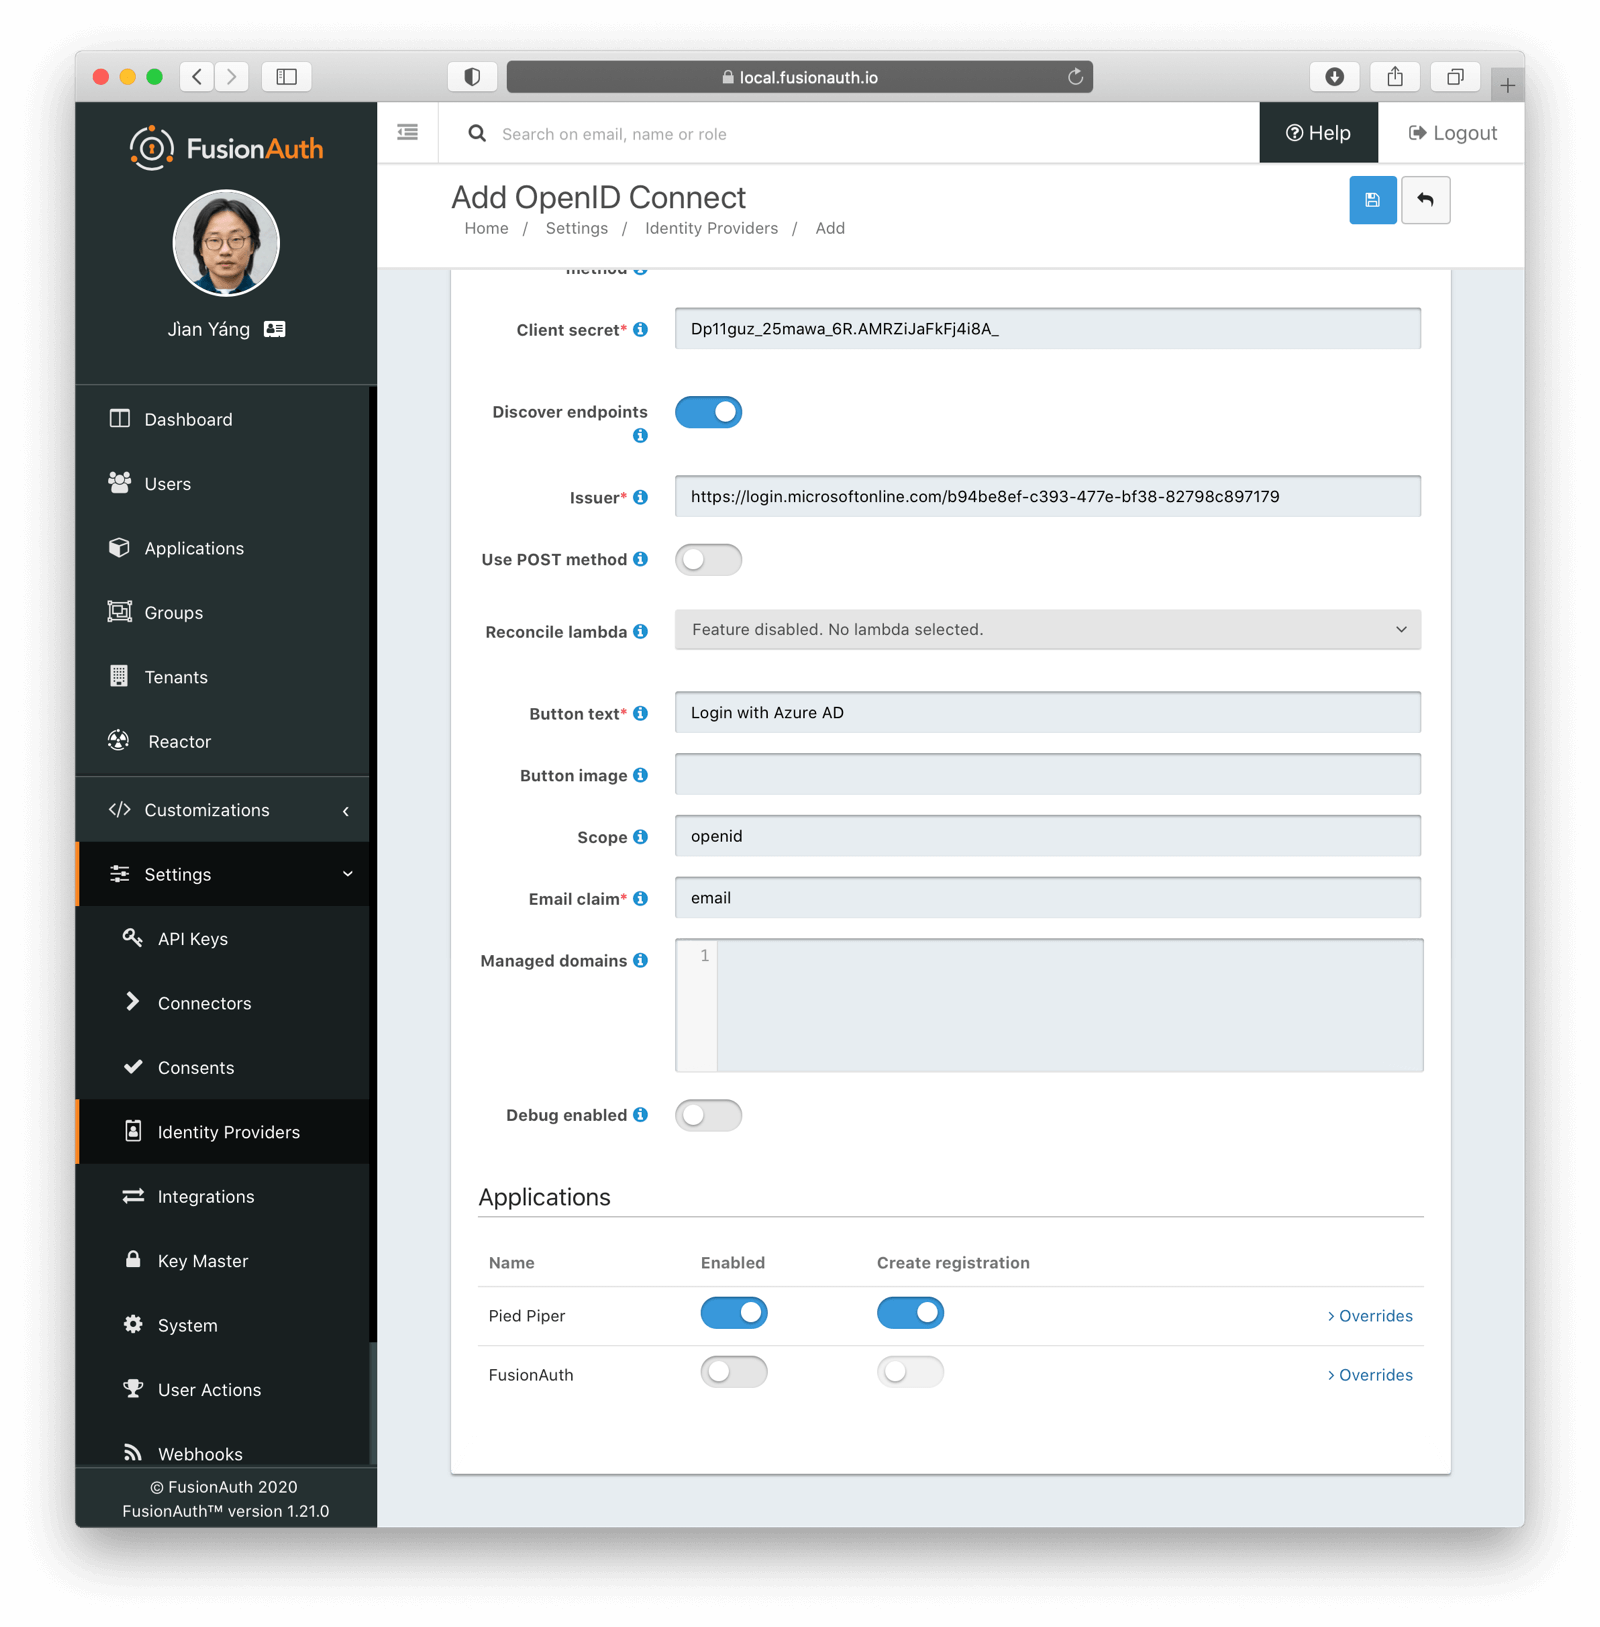 local.fusionauth.io
FusionAuth
Search on email, name or role
Help
Logout
Jìan Yáng
Add OpenID Connect
Home / Settings / Identity Providers / Add
Dashboard
Users
Applications
Groups
Tenants
Reactor
Customizations
Settings
API Keys
Connectors
Consents
Identity Providers
Integrations
Key Master
System
User Actions
Webhooks
© FusionAuth 2020
FusionAuth™ version 1.21.0
method
Client secret* Dp11guz_25mawa_6R.AMRZiJaFkFj4i8A_
Discover endpoints
Issuer* https://login.microsoftonline.com/b94be8ef-c393-477e-bf38-82798c897179
Use POST method
Reconcile lambda Feature disabled. No lambda selected.
Button text* Login with Azure AD
Button image
Scope openid
Email claim* email
Managed domains 1
Debug enabled
Applications
Name Enabled Create registration
Pied Piper > Overrides
FusionAuth > Overrides